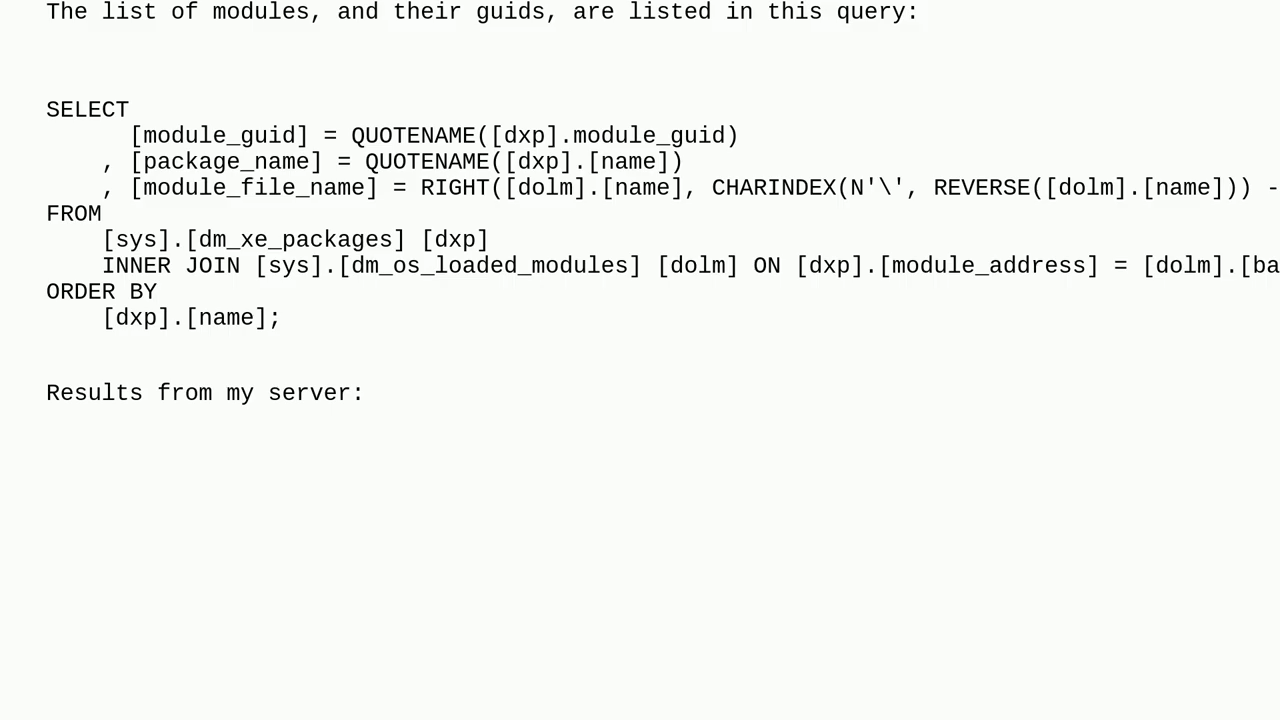 The list of modules, and their guids, are listed in this query:
SELECT
[module_guid] = QUOTENAME([dxp].module_guid)
, [package_name] = QUOTENAME([dxp].[name])
, [module_file_name] = RIGHT([dolm].[name], CHARINDEX(N'\', REVERSE([dolm].[name])) -
FROM
[sys].[dm_xe_packages] [dxp]
INNER JOIN [sys].[dm_os_loaded_modules] [dolm] ON [dxp].[module_address] = [dolm].[ba
ORDER BY
[dxp].[name];
Results from my server: